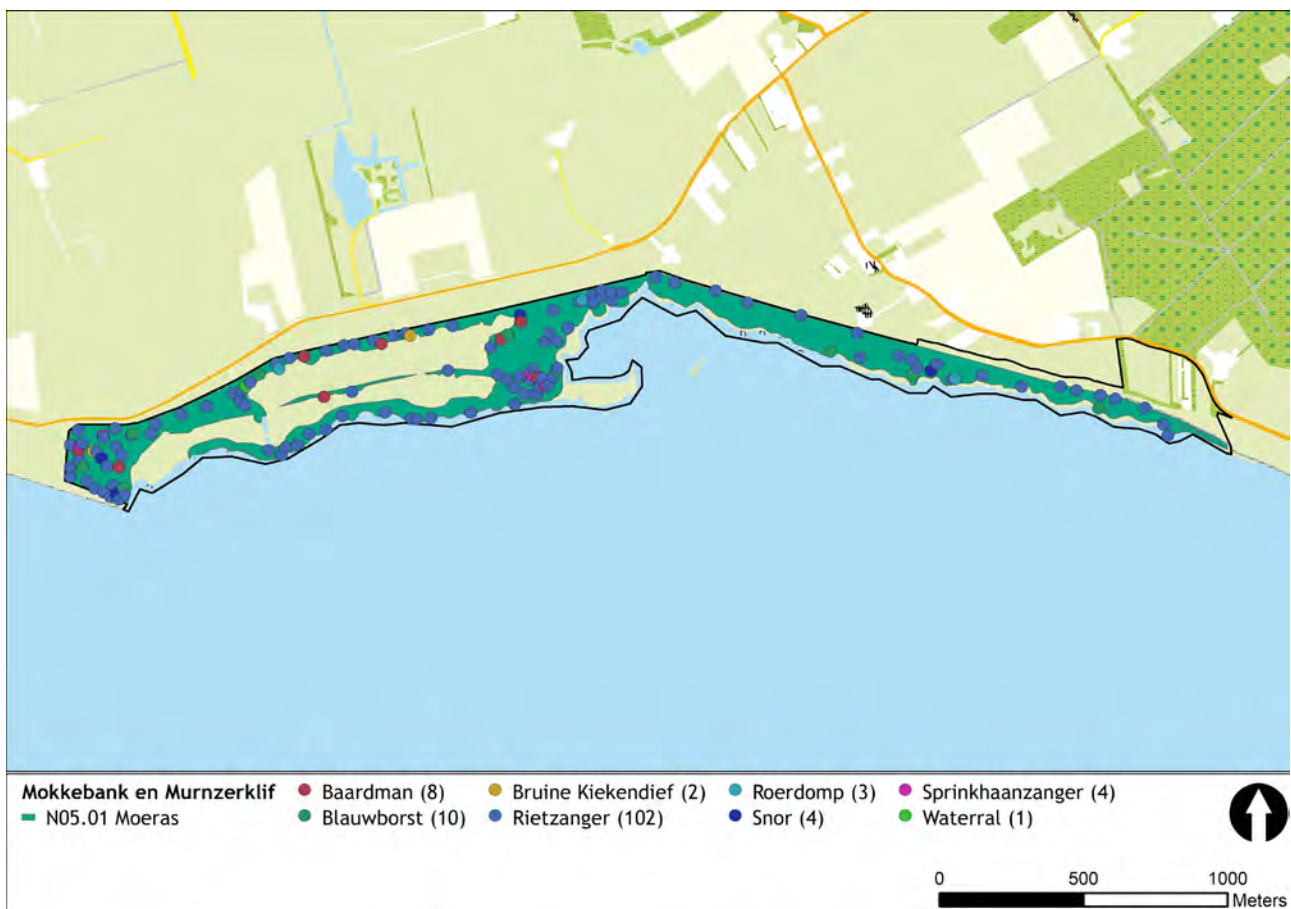 Mokkebank en Murnzerklif
N05.01 Moeras
Baardman (8)
Blauwborst (10)
Bruine Kiekendief (2)
Rietzanger (102)
Roerdomp (3)
Snor (4)
Sprinkhaanzanger (4)
Waterral (1)
0 500 1000
Meters